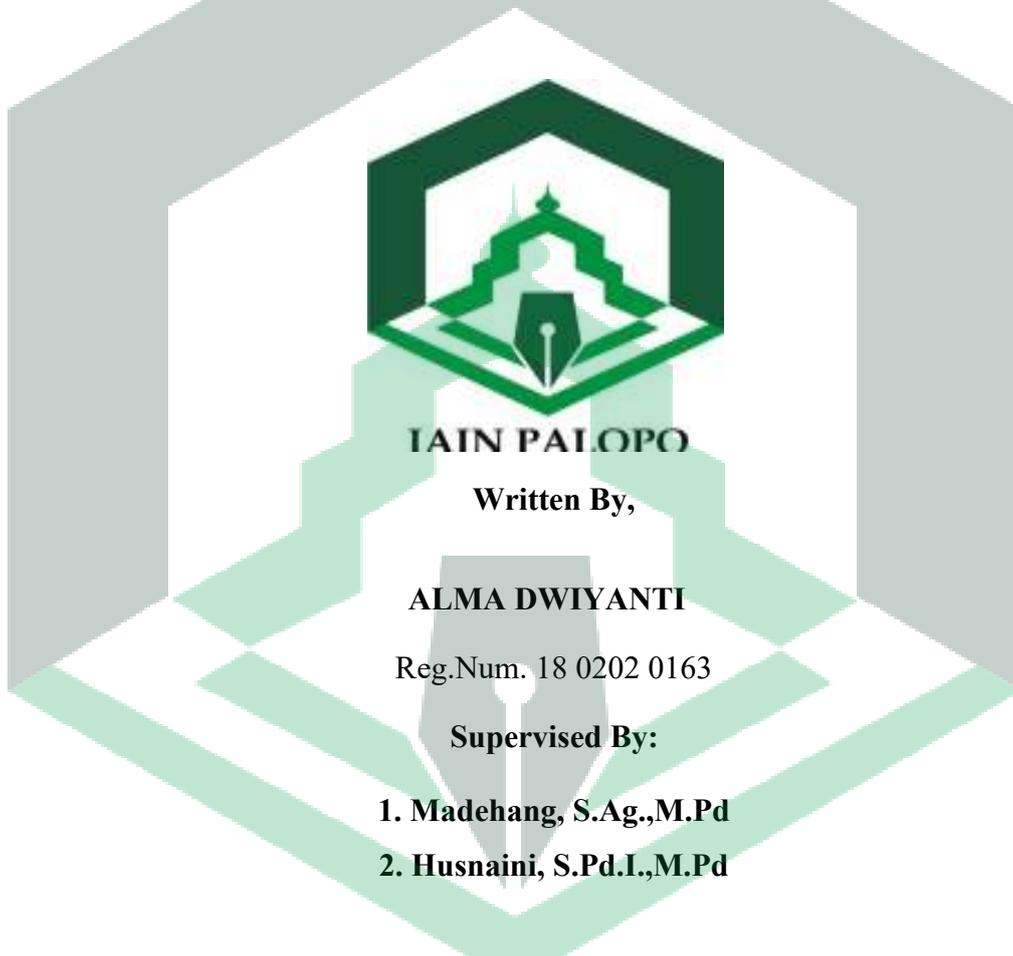 IAIN PALOPO
Written By,
ALMA DWIYANTI
Reg.Num. 18 0202 0163
Supervised By:
1. Madehang, S.Ag.,M.Pd
2. Husnaini, S.Pd.I.,M.Pd